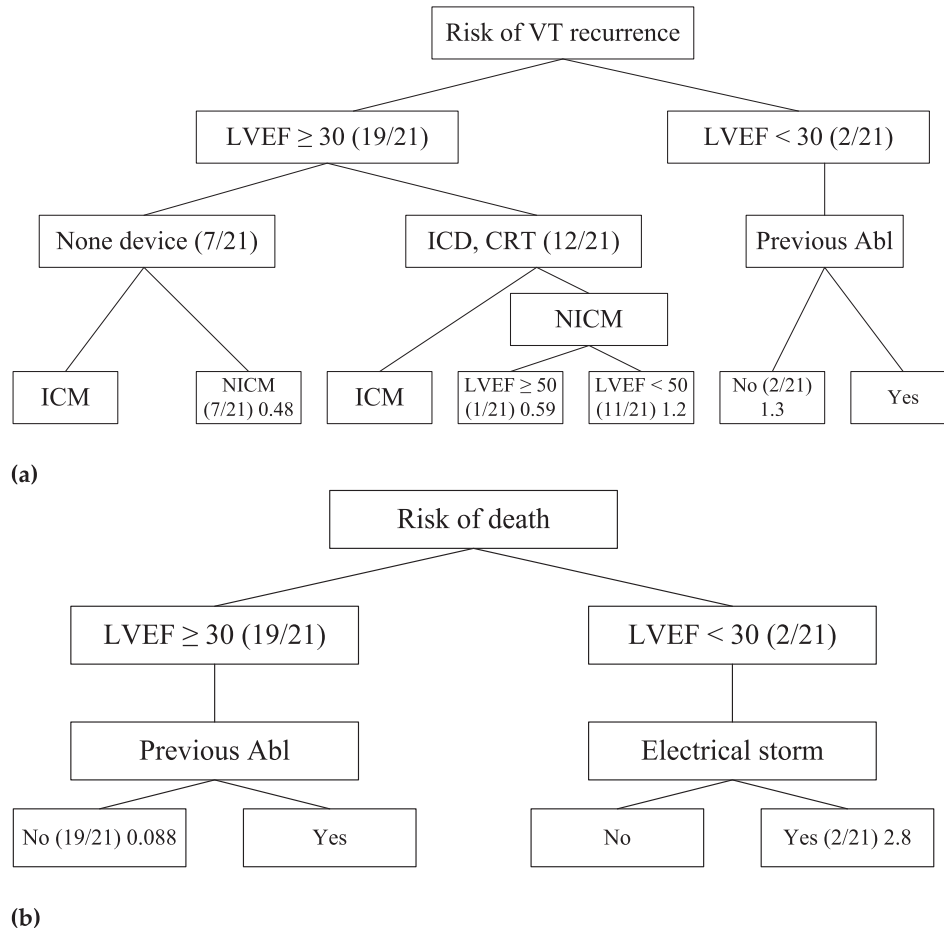 Risk of VT recurrence
LVEF ≥ 30 (19/21)
LVEF < 30 (2/21)
None device (7/21)
ICD, CRT (12/21)
Previous Abl
NICM
ICM
NICM
(7/21) 0.48
ICM
LVEF ≥ 50
(1/21) 0.59
LVEF < 50
(11/21) 1.2
No (2/21)
1.3
Yes
(a)
Risk of death
LVEF ≥ 30 (19/21)
LVEF < 30 (2/21)
Previous Abl
Electrical storm
No (19/21) 0.088
Yes
No
Yes (2/21) 2.8
(b)